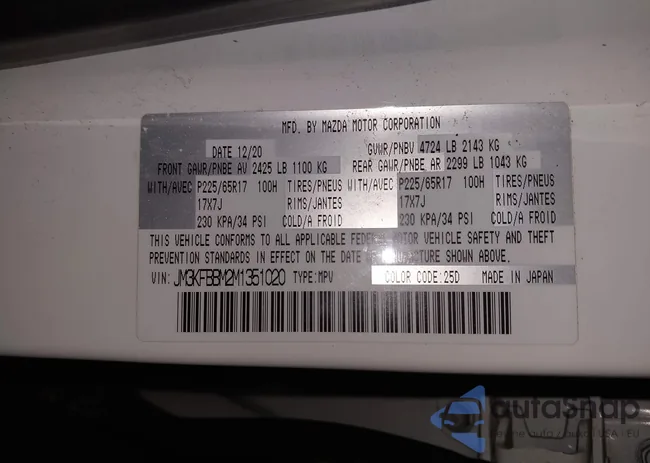 MFD. BY MAZDA MOTOR CORPORATION
DATE 12/20 GVWR/PNBV 4724 LB 2143 KG
FRONT GAWR/PNBE AV 2425 LB 1100 KG REAR GAWR/PNBE AR 2299 LB 1043 KG
WITH/AVEC P225/65R17 100H TIRES/PNEUS WITH/AVEC P225/65R17 100H TIRES/PNEUS
17X7J RIMS/JANTES 17X7J RIMS/JANTES
230 KPA/34 PSI COLD/A FROID 230 KPA/34 PSI COLD/A FROID
THIS VEHICLE CONFORMS TO ALL APPLICABLE FEDERAL MOTOR VEHICLE SAFETY AND THEFT
PREVENTION STANDARDS IN EFFECT ON THE DATE OF MANUFACTURE SHOWN ABOVE.
VIN: JM3KFBBM2M1351020 TYPE:MPV COLOR CODE:25D MADE IN JAPAN
autoSnap